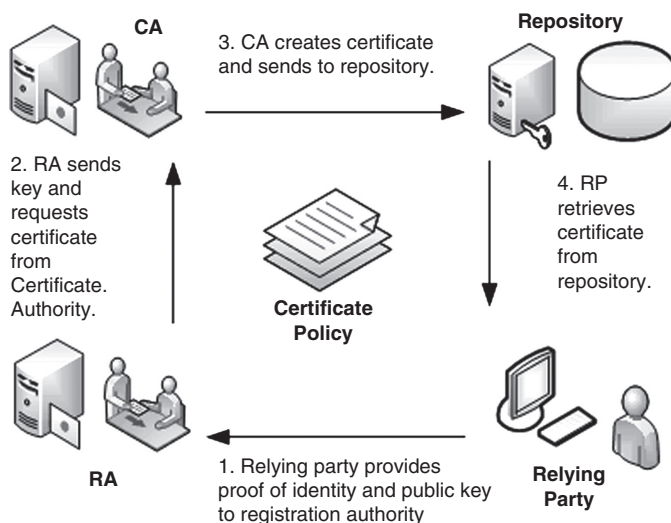 CA
3. CA creates certificate
and sends to repository.
Repository
2. RA sends
key and
requests
certificate
from
Certificate.
Authority.
4. RP
retrieves
certificate
from
repository.
Certificate
Policy
RA
1. Relying party provides
proof of identity and public key
to registration authority
Relying
Party